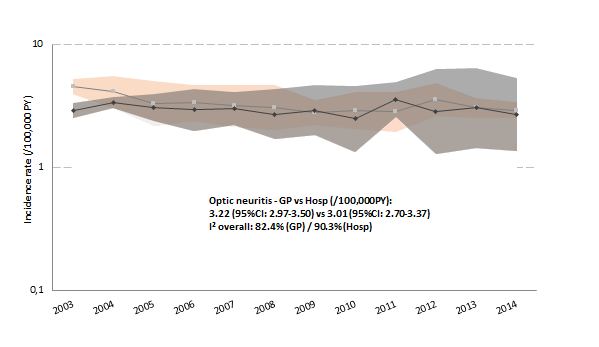 10
1
0,1
Incidence rate (/100,000 PY)
Optic neuritis - GP vs Hosp (/100,000PY):
3.22 (95%CI: 2.97-3.50) vs 3.01 (95%CI: 2.70-3.37)
I² overall: 82.4% (GP) / 90.3% (Hosp)
2003 2004 2005 2006 2007 2008 2009 2010 2011 2012 2013 2014